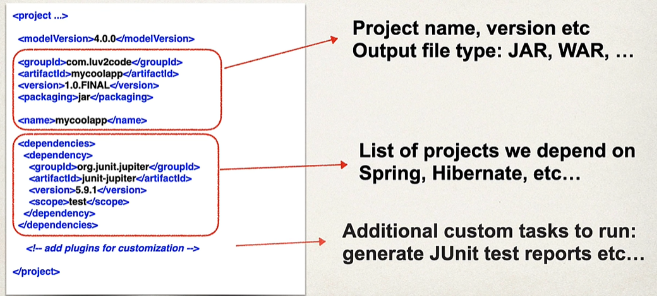 <project ...>
<modelVersion>4.0.0</modelVersion>
<groupId>com.luv2code</groupId>
<artifactId>mycoolapp</artifactId>
<version>1.0.FINAL</version>
<packaging>jar</packaging>
<name>mycoolapp</name>
<dependencies>
<dependency>
<groupId>org.junit.jupiter</groupId>
<artifactId>junit-jupiter</artifactId>
<version>5.9.1</version>
<scope>test</scope>
</dependency>
</dependencies>
<!-- add plugins for customization -->
</project>
Project name, version etc
Output file type: JAR, WAR, …
List of projects we depend on
Spring, Hibernate, etc…
Additional custom tasks to run:
generate JUnit test reports etc…